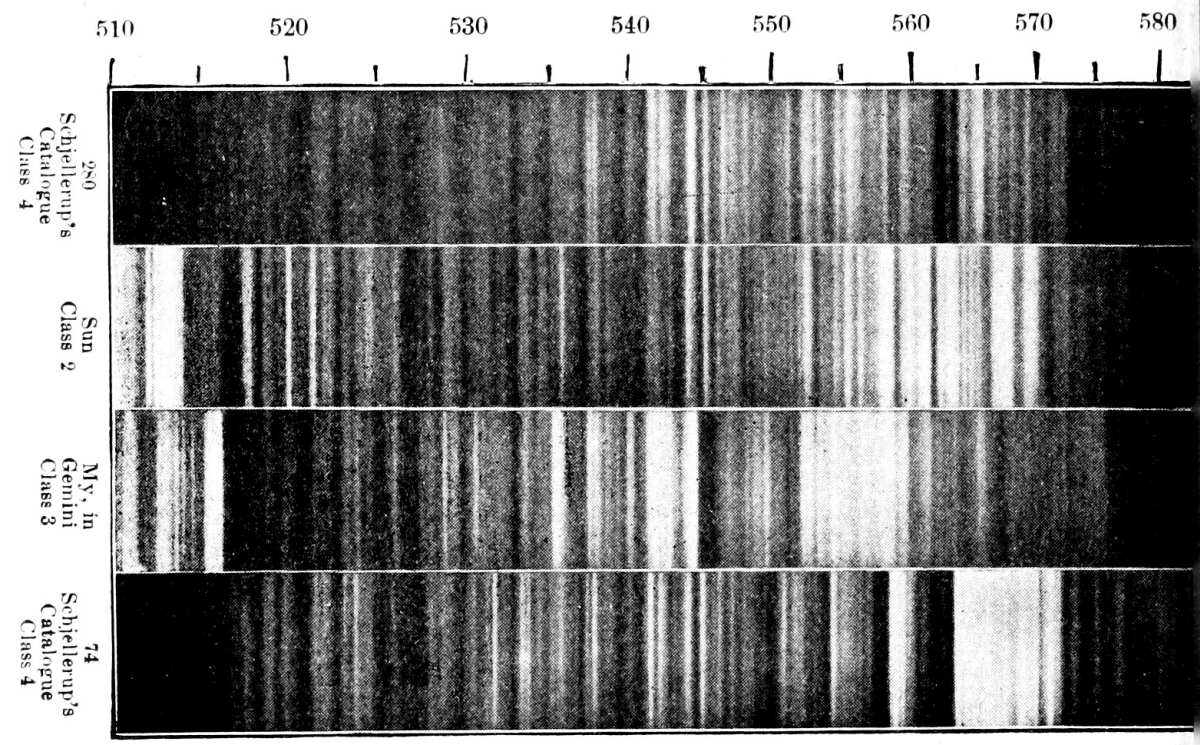 510 520 530 540 550 560 570 580
280
Schjellerup's
Catalogue
Class 4
Sun
Class 2
My, in
Gemini
Class 3
74
Schjellerup's
Catalogue
Class 4